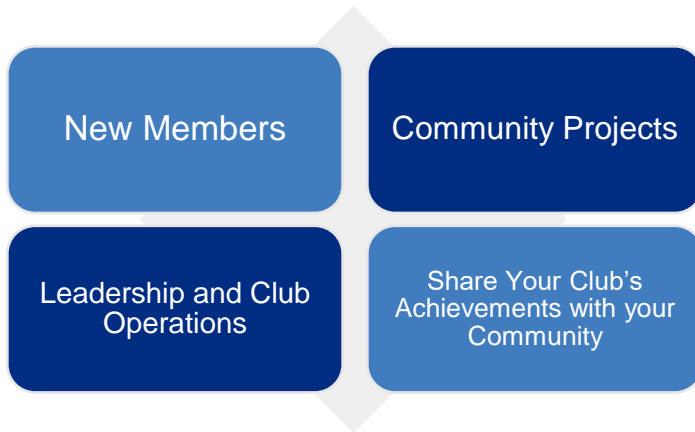 New Members
Community Projects
Leadership and Club
Operations
Share Your Club’s
Achievements with your
Community